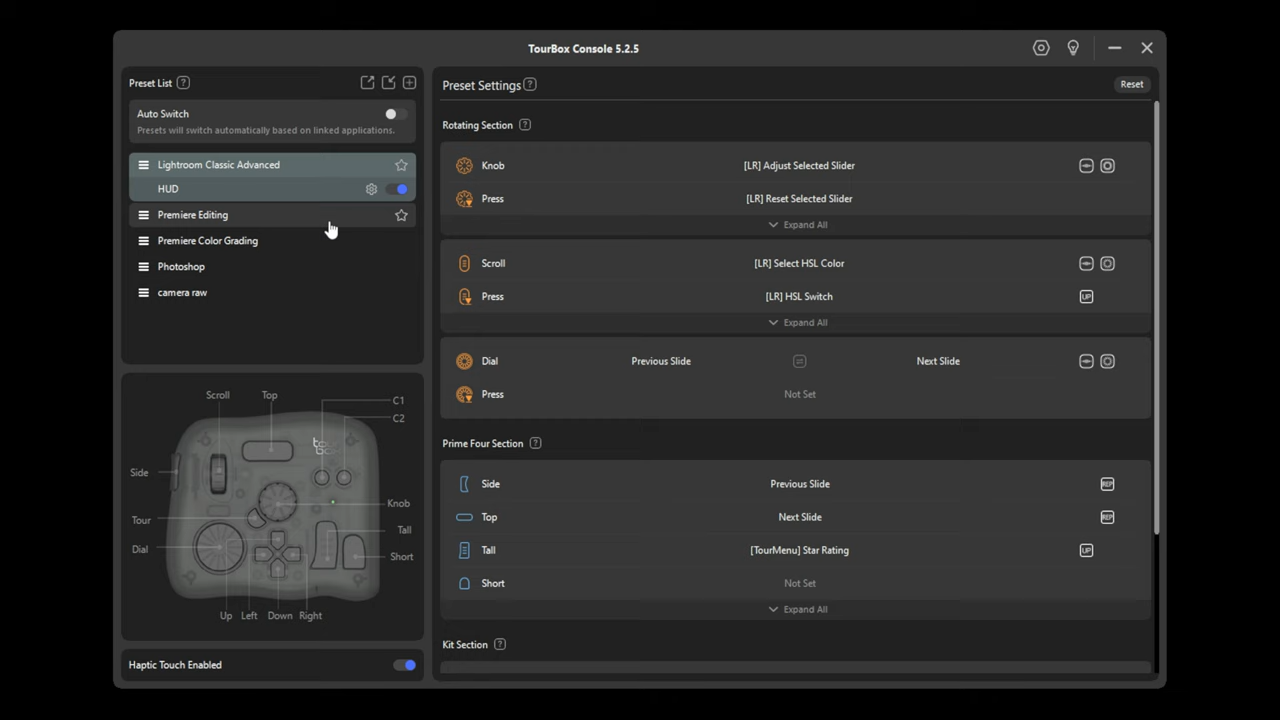 TourBox Console 5.2.5
Preset List
Auto Switch
Presets will switch automatically based on linked applications.
Lightroom Classic Advanced
HUD
Premiere Editing
Premiere Color Grading
Photoshop
camera raw
Scroll
Top
C1
C2
Side
Knob
Tour
Tall
Dial
Short
Up
Left
Down
Right
Haptic Touch Enabled
Preset Settings
Reset
Rotating Section
Knob [LR] Adjust Selected Slider
Press [LR] Reset Selected Slider
Expand All
Scroll [LR] Select HSL Color
Press [LR] HSL Switch UP
Expand All
Dial Previous Slide Next Slide
Press Not Set
Prime Four Section
Side Previous Slide REP
Top Next Slide REP
Tall [TourMenu] Star Rating UP
Short Not Set
Expand All
Kit Section